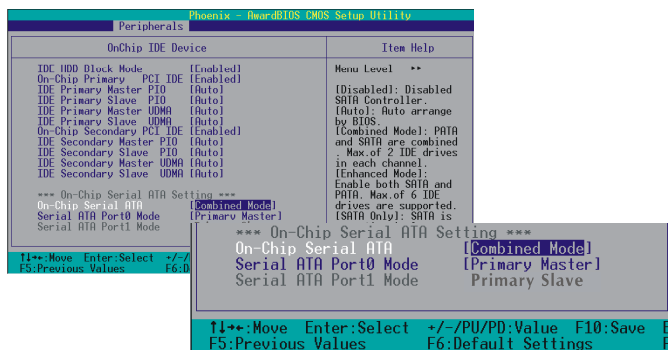 Phoenix - AwardBIOS CMOS Setup Utility
Peripherals
OnChip IDE Device
Item Help
IDE HDD Block Mode [Enabled]
On-Chip Primary PCI IDE [Enabled]
IDE Primary Master PIO [Auto]
IDE Primary Slave PIO [Auto]
IDE Primary Master UDMA [Auto]
IDE Primary Slave UDMA [Auto]
On-Chip Secondary PCI IDE [Enabled]
IDE Secondary Master PIO [Auto]
IDE Secondary Slave PIO [Auto]
IDE Secondary Master UDMA [Auto]
IDE Secondary Slave UDMA [Auto]
*** On-Chip Serial ATA Setting ***
On-Chip Serial ATA [Combined Mode]
Serial ATA Port0 Mode [Primary Master]
Serial ATA Port1 Mode
Menu Level ▸▸
[Disabled]: Disabled
SATA Controller.
[Auto]: Auto arrange
by BIOS.
[Combined Mode]: PATA
and SATA are combined
. Max.of 2 IDE drives
in each channel.
[Enhanced Mode]:
Enable both SATA and
PATA. Max.of 6 IDE
drives are supported.
[SATA Only]: SATA is
↑↓→←:Move Enter:Select +/-/
F5:Previous Values F6:D
*** On-Chip Serial ATA Setting ***
On-Chip Serial ATA [Combined Mode]
Serial ATA Port0 Mode [Primary Master]
Serial ATA Port1 Mode Primary Slave
↑↓→←:Move Enter:Select +/-/PU/PD:Value F10:Save
F5:Previous Values F6:Default Settings